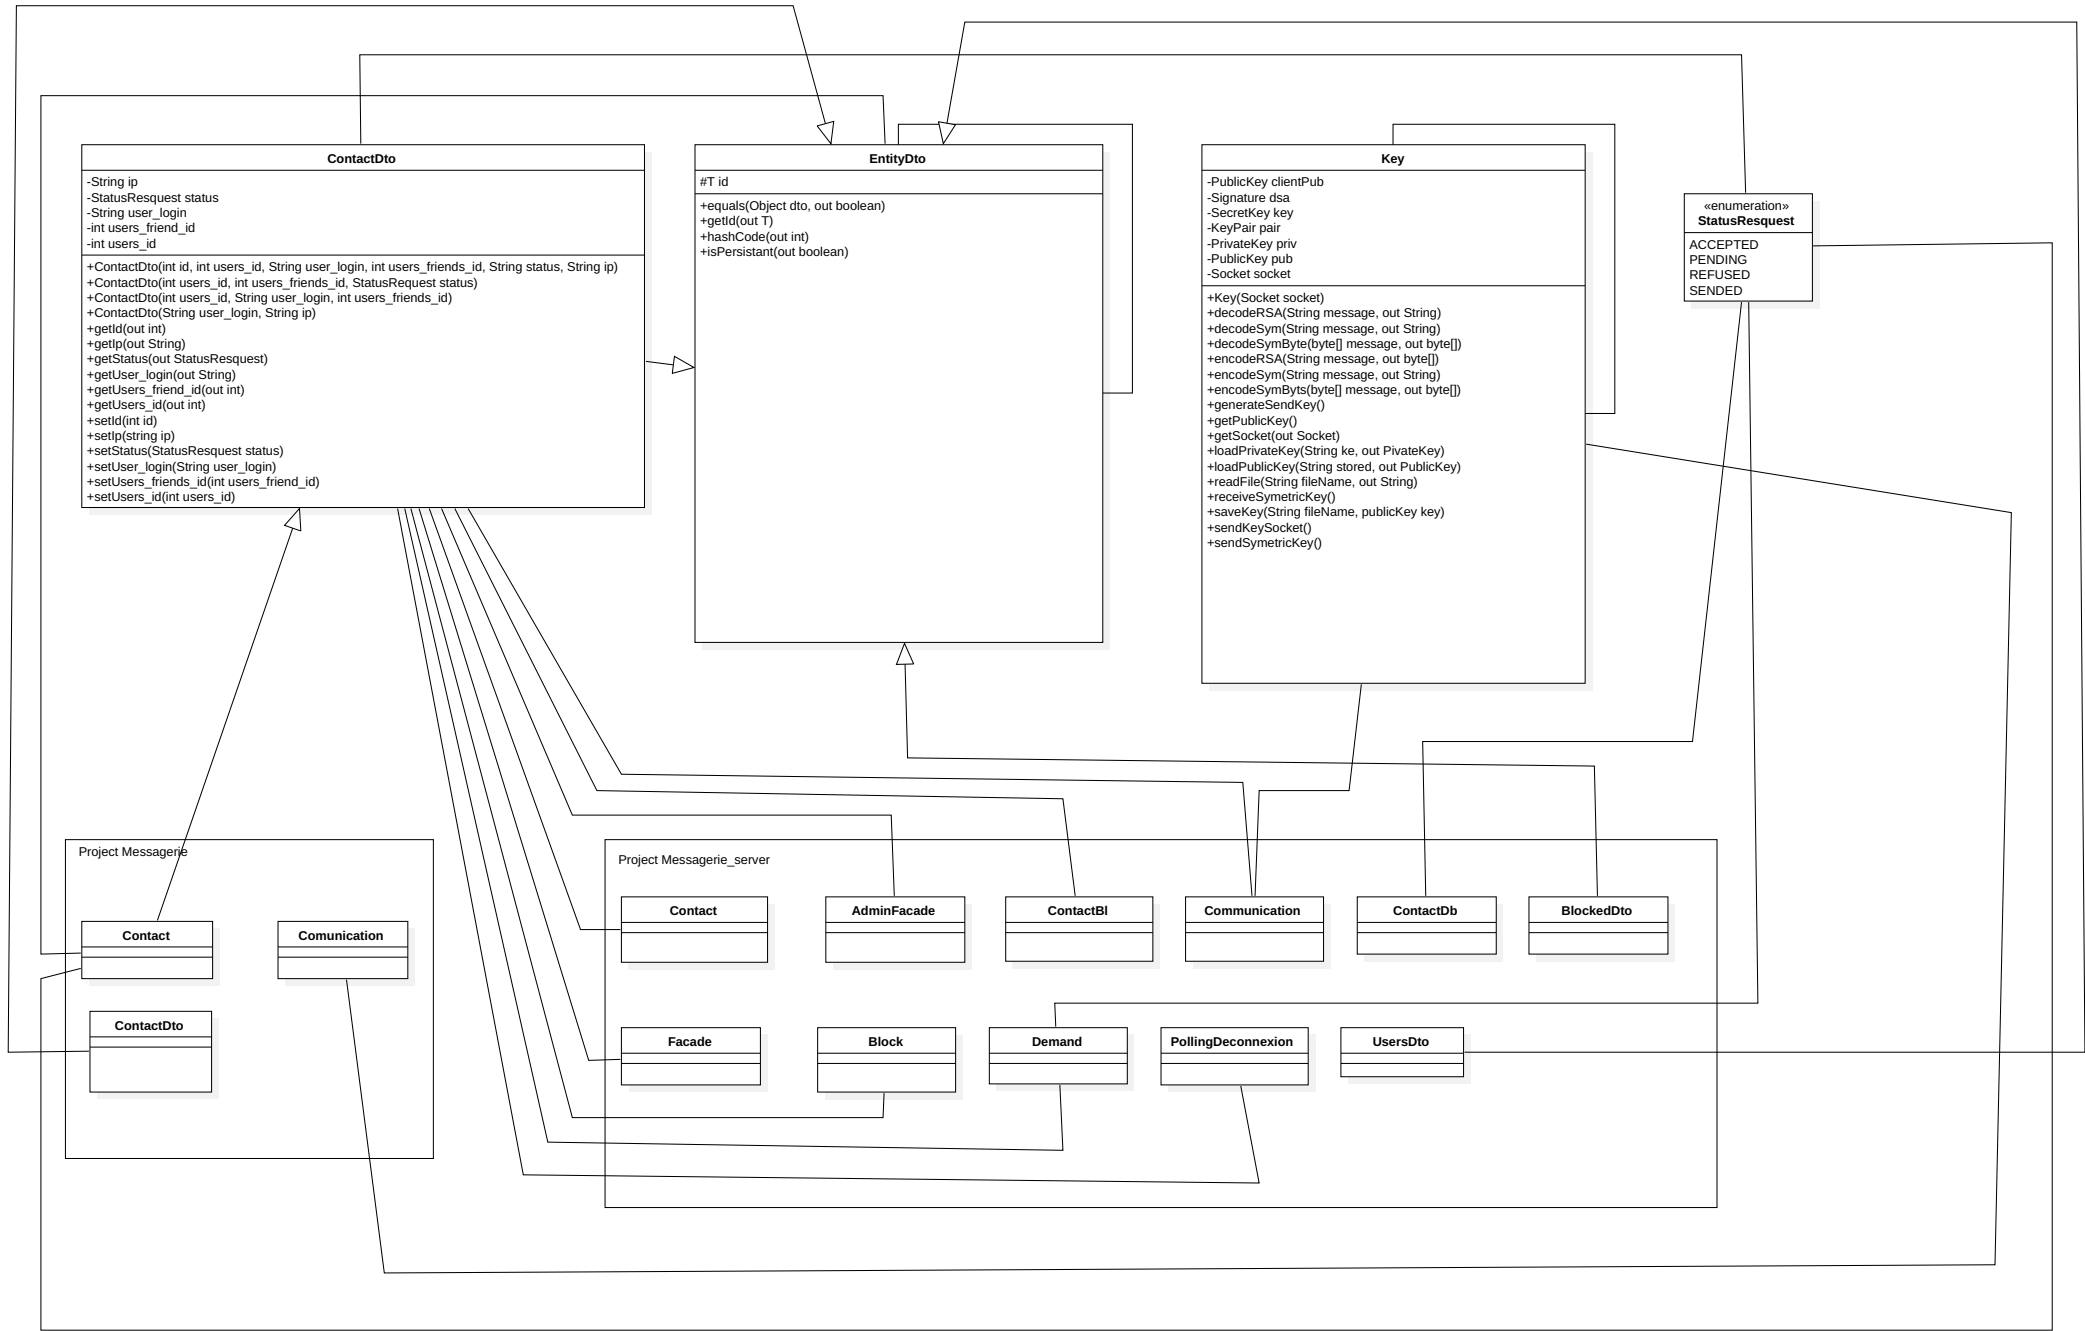 ContactDto
-String ip
-StatusResquest status
-String user_login
-int users_friend_id
-int users_id
+ContactDto(int id, int users_id, String user_login, int users_friends_id, String status, String ip)
+ContactDto(int users_id, int users_friends_id, StatusRequest status)
+ContactDto(int users_id, String user_login, int users_friends_id)
+ContactDto(String user_login, String ip)
+getId(out int)
+getIp(out String)
+getStatus(out StatusResquest)
+getUser_login(out String)
+getUsers_friend_id(out int)
+getUsers_id(out int)
+setId(int id)
+setIp(string ip)
+setStatus(StatusResquest status)
+setUser_login(String user_login)
+setUsers_friends_id(int users_friend_id)
+setUsers_id(int users_id)
EntityDto
#T id
+equals(Object dto, out boolean)
+getId(out T)
+hashCode(out int)
+isPersistant(out boolean)
Key
-PublicKey clientPub
-Signature dsa
-SecretKey key
-KeyPair pair
-PrivateKey priv
-PublicKey pub
-Socket socket
+Key(Socket socket)
+decodeRSA(String message, out String)
+decodeSym(String message, out String)
+decodeSymByte(byte[] message, out byte[])
+encodeRSA(String message, out byte[])
+encodeSym(String message, out String)
+encodeSymByts(byte[] message, out byte[])
+generateSendKey()
+getPublicKey()
+getSocket(out Socket)
+loadPrivateKey(String ke, out PivateKey)
+loadPublicKey(String stored, out PublicKey)
+readFile(String fileName, out String)
+receiveSymetricKey()
+saveKey(String fileName, publicKey key)
+sendKeySocket()
+sendSymetricKey()
«enumeration»
StatusResquest
ACCEPTED
PENDING
REFUSED
SENDED
Project Messagerie
Contact
Comunication
ContactDto
Project Messagerie_server
Contact
AdminFacade
ContactBl
Communication
ContactDb
BlockedDto
Facade
Block
Demand
PollingDeconnexion
UsersDto